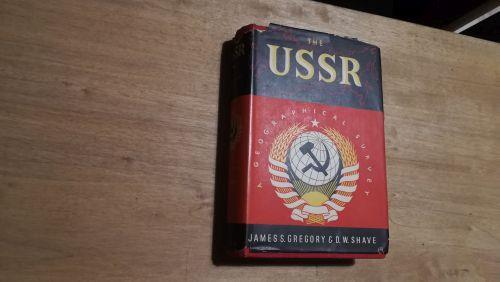 THE
USSR
A GEOGRAPHICAL SURVEY
JAMES S. GREGORY & D. W. SHAVE